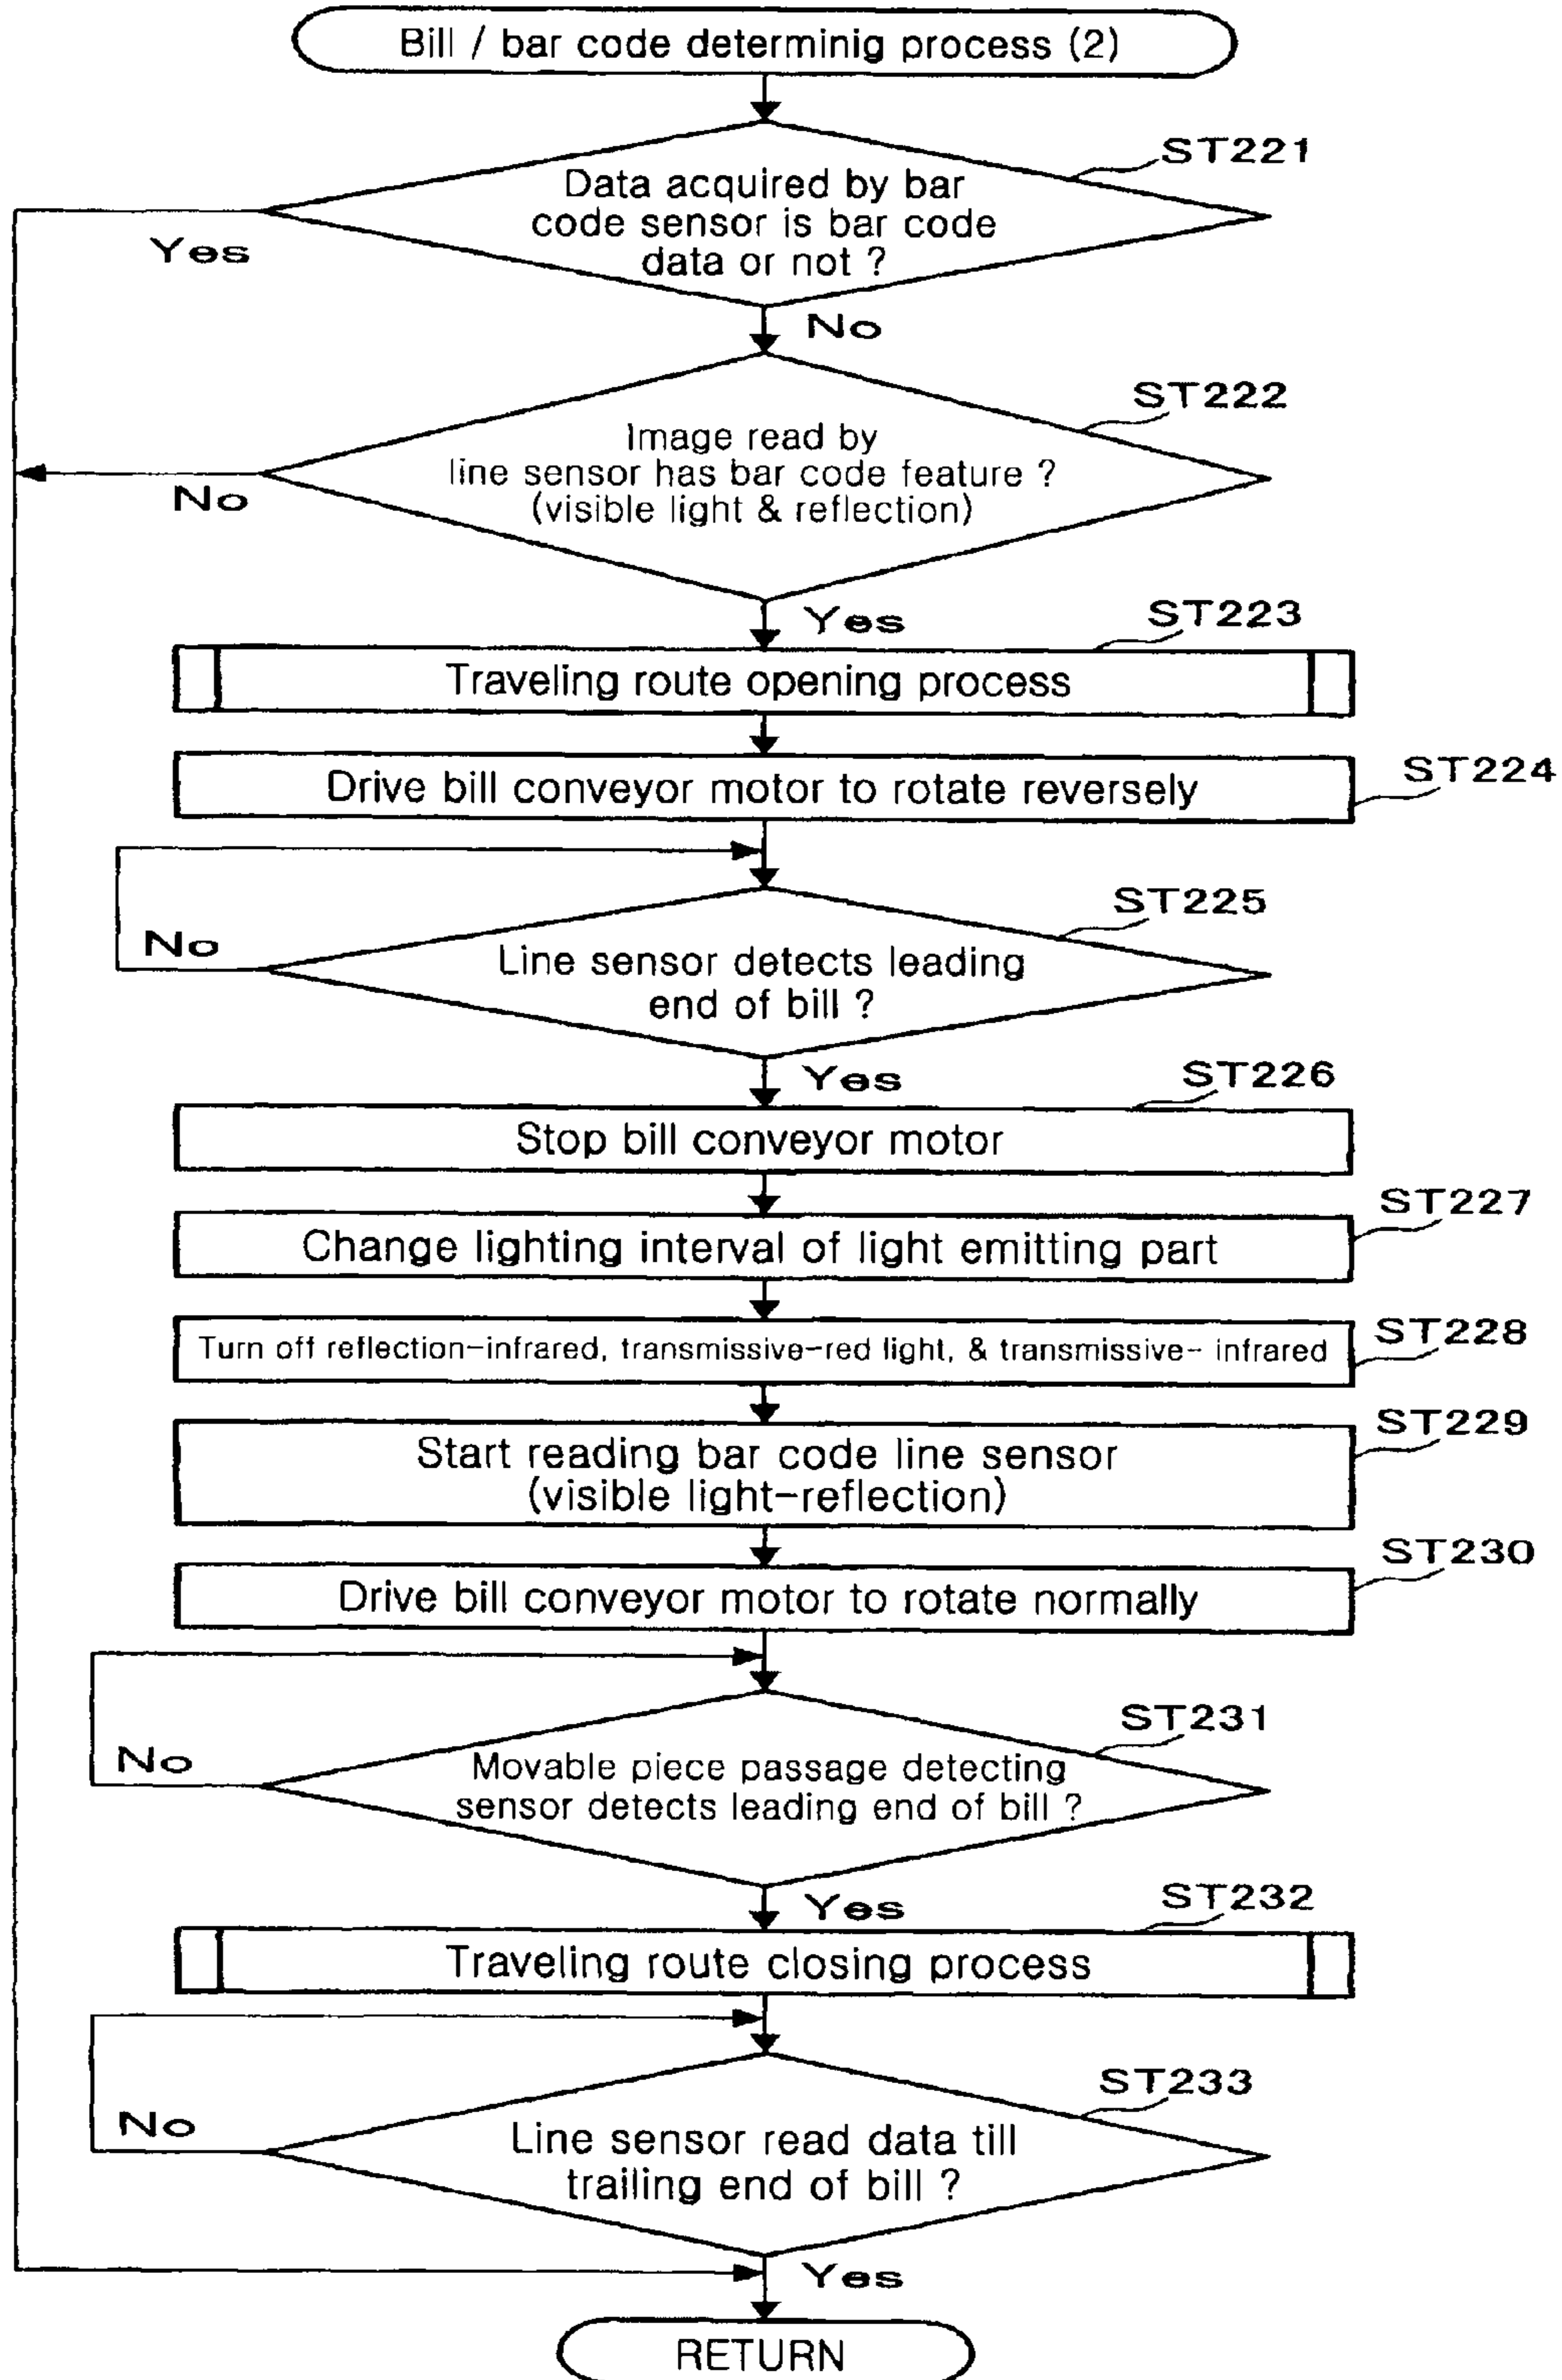 Bill / bar code determinig process (2)
ST221
Data acquired by bar
code sensor is bar code
data or not ?
Yes
No
ST222
Image read by
line sensor has bar code feature ?
(visible light & reflection)
No
Yes
ST223
Traveling route opening process
ST224
Drive bill conveyor motor to rotate reversely
ST225
No
Line sensor detects leading
end of bill ?
Yes
ST226
Stop bill conveyor motor
ST227
Change lighting interval of light emitting part
ST228
Turn off reflection-infrared, transmissive-red light, & transmissive- infrared
ST229
Start reading bar code line sensor
(visible light-reflection)
ST230
Drive bill conveyor motor to rotate normally
ST231
No
Movable piece passage detecting
sensor detects leading end of bill ?
Yes
ST232
Traveling route closing process
ST233
No
Line sensor read data till
trailing end of bill ?
Yes
RETURN